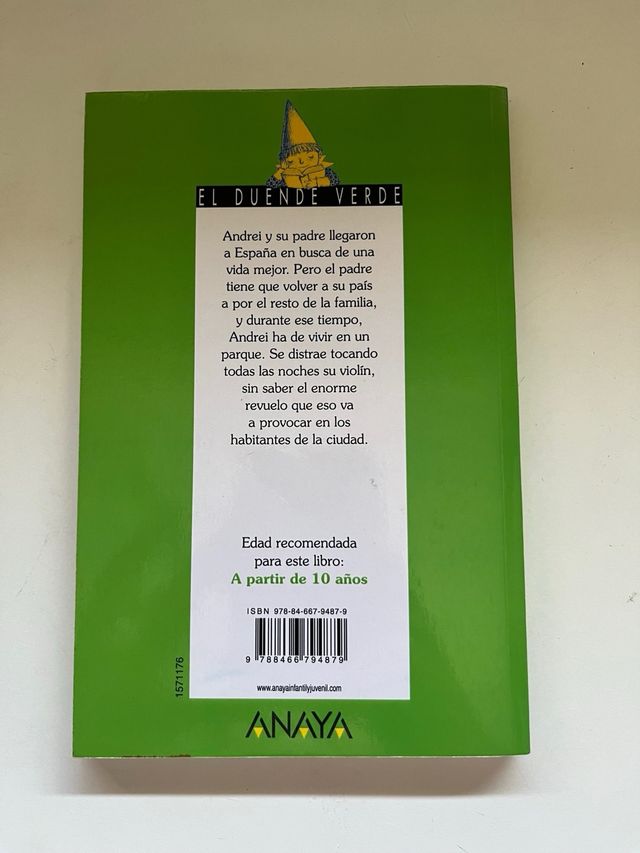 EL DUENDE VERDE
Andrei y su padre llegaron
a España en busca de una
vida mejor. Pero el padre
tiene que volver a su país
a por el resto de la familia,
y durante ese tiempo,
Andrei ha de vivir en un
parque. Se distrae tocando
todas las noches su violín,
sin saber el enorme
revuelo que eso va
a provocar en los
habitantes de la ciudad.
Edad recomendada
para este libro:
A partir de 10 años
ISBN 978-84-667-9487-9
9 788466 794879
1571176
www.anayainfantilyjuvenil.com
ANAYA